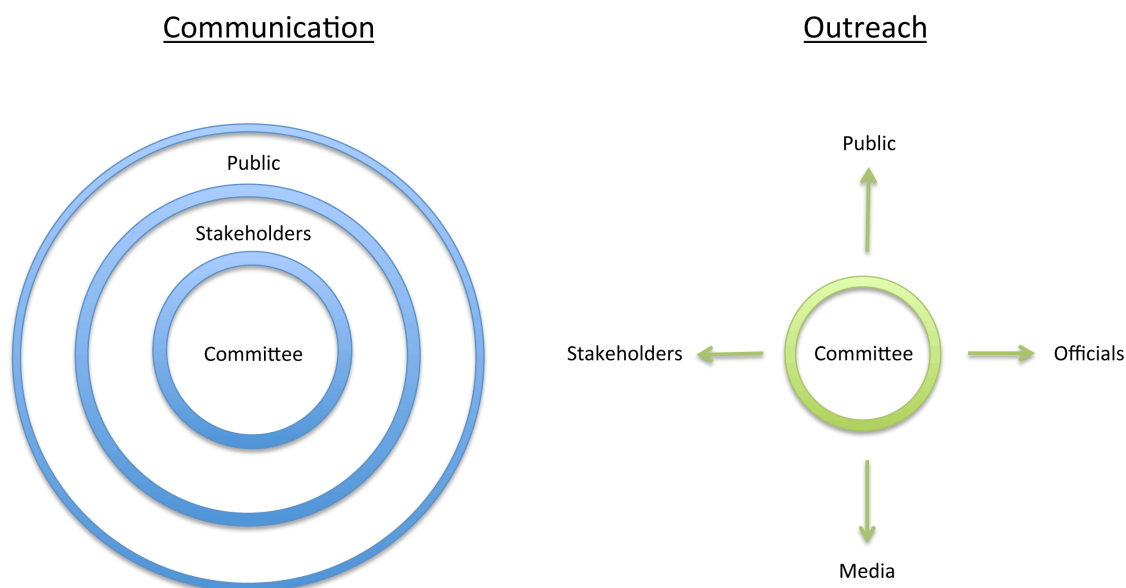 Communication
Public
Stakeholders
Committee
Outreach
Public
Stakeholders
Committee
Officials
Media